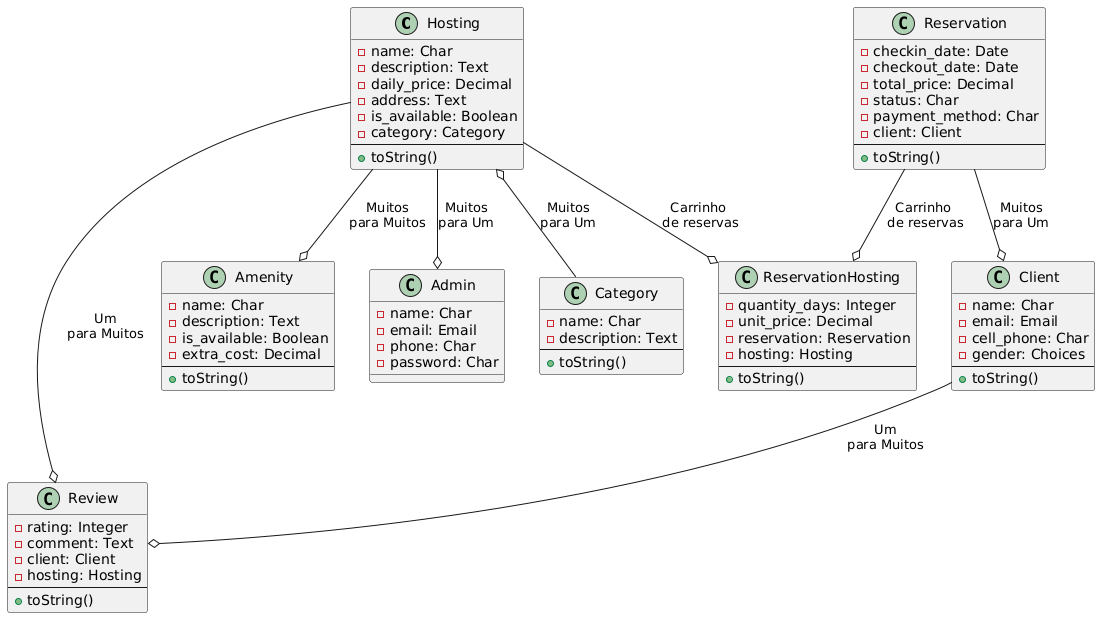 C Hosting
name: Char
description: Text
daily_price: Decimal
address: Text
is_available: Boolean
category: Category
toString()
C Reservation
checkin_date: Date
checkout_date: Date
total_price: Decimal
status: Char
payment_method: Char
client: Client
toString()
Muitos
para Muitos
Muitos
para Um
Muitos
para Um
Carrinho
de reservas
Carrinho
de reservas
Muitos
para Um
C Amenity
name: Char
description: Text
is_available: Boolean
extra_cost: Decimal
toString()
C Admin
name: Char
email: Email
phone: Char
password: Char
C Category
name: Char
description: Text
toString()
C ReservationHosting
quantity_days: Integer
unit_price: Decimal
reservation: Reservation
hosting: Hosting
toString()
C Client
name: Char
email: Email
cell_phone: Char
gender: Choices
toString()
Um
para Muitos
Um
para Muitos
C Review
rating: Integer
comment: Text
client: Client
hosting: Hosting
toString()